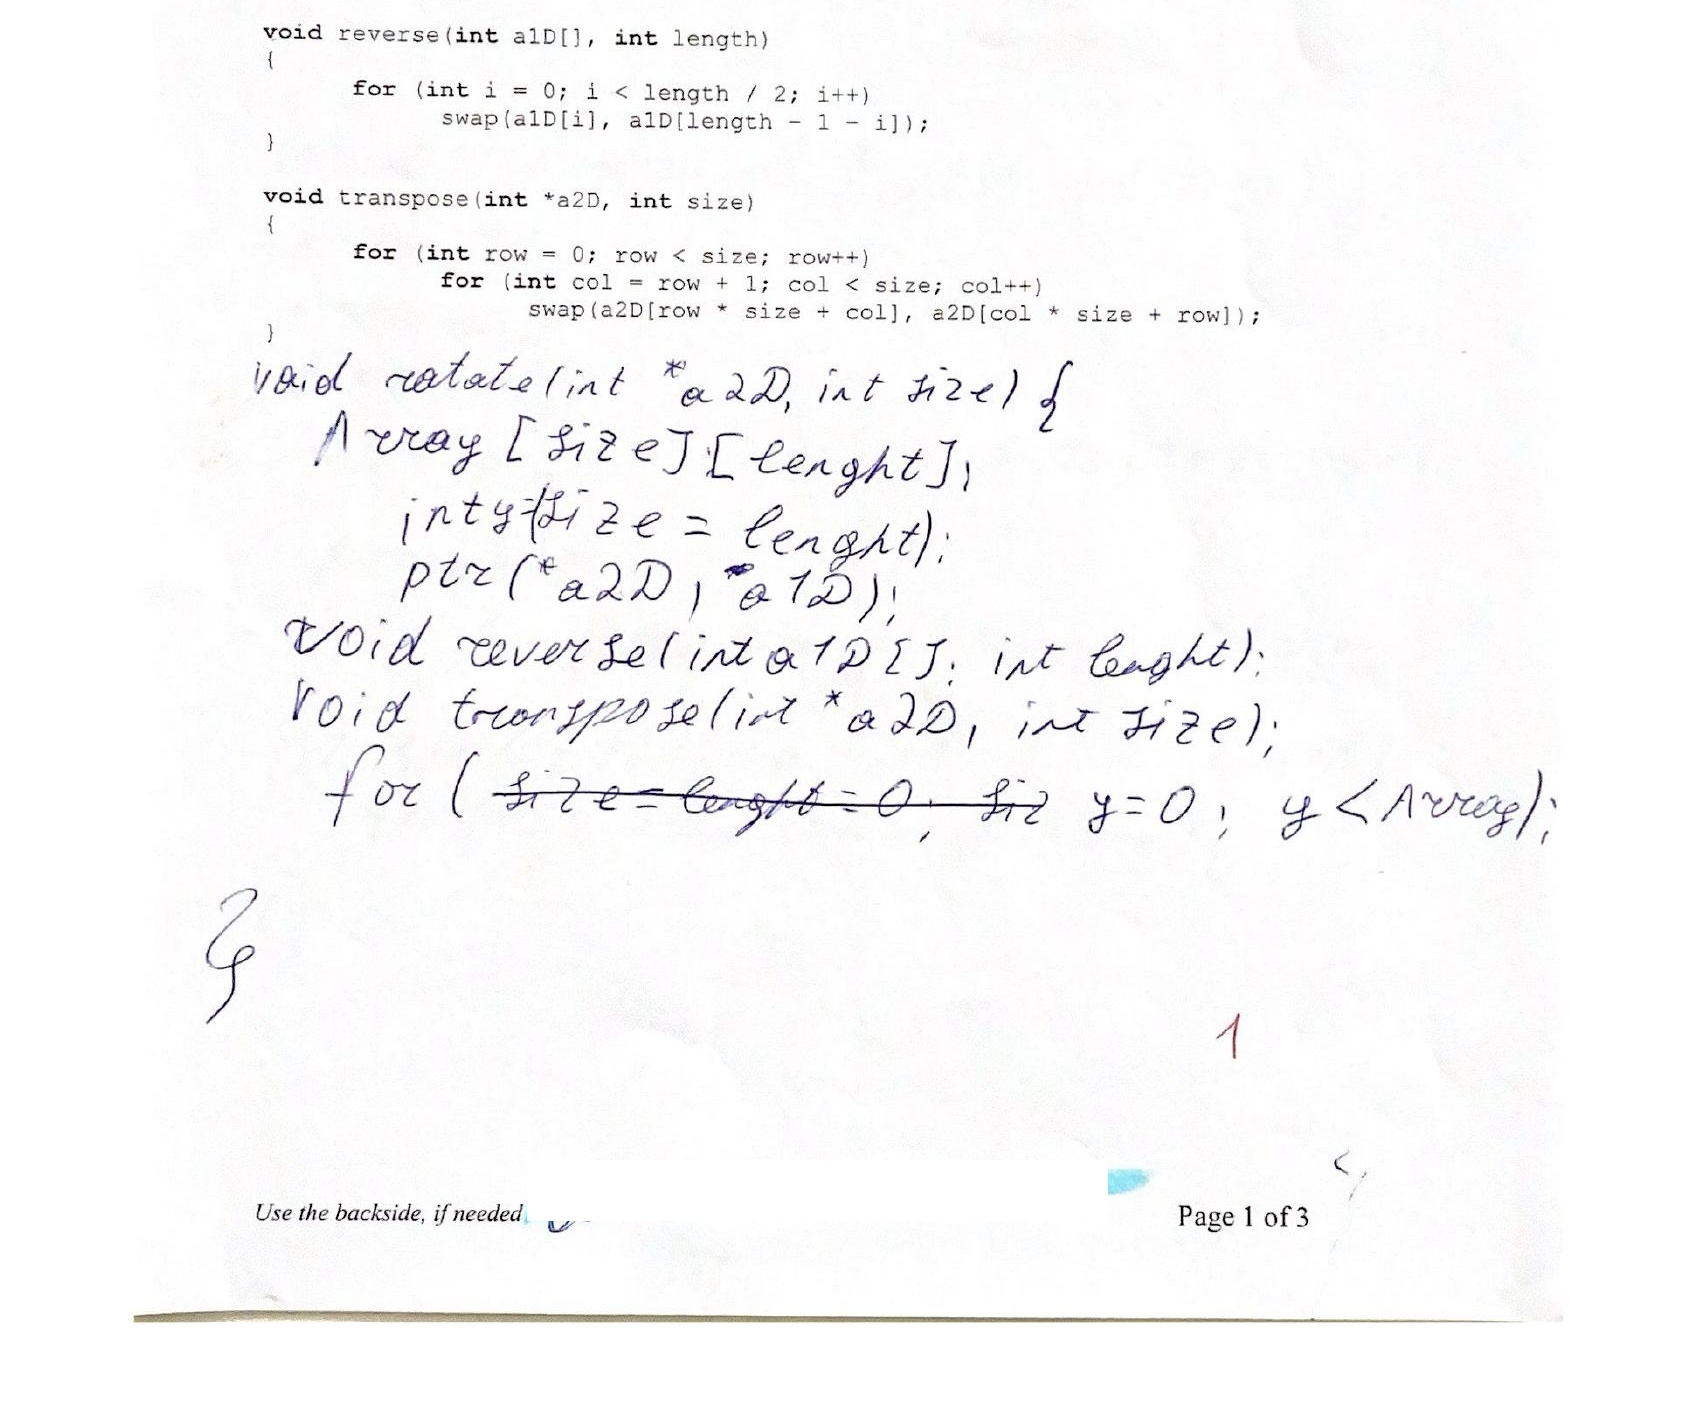 void reverse(int a1D[], int length)
{
for (int i = 0; i < length / 2; i++)
swap(a1D[i], a1D[length - 1 - i]);
}
void transpose(int *a2D, int size)
{
for (int row = 0; row < size; row++)
for (int col = row + 1; col < size; col++)
swap(a2D[row * size + col], a2D[col * size + row]);
}
void rotate(int *a2D, int size) {
Array [size][lenght];
int y size = lenght);
ptr(*a2D, *a1D);
void reverse(int a1D[]; int lenght);
void transpose(int *a2D, int size);
for ( size = lenght = 0; siz y=0; y < Array);
}
1
Use the backside, if needed
Page 1 of 3